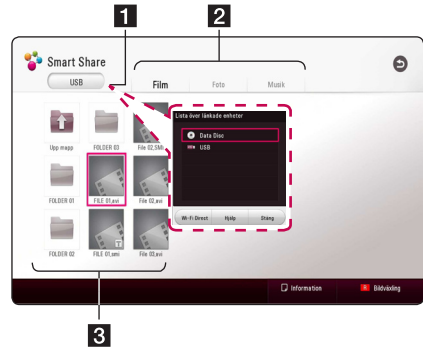 1
2
Smart Share
USB
Film
Foto
Musik
Lista över länkade enheter
Data Disc
USB
Wi-Fi Direct
Hjälp
Stäng
Upp mapp
FOLDER 03
File 02,SMi
FOLDER 01
FILE 01,avi
File 02,avi
FOLDER 02
FILE 01,smi
File 03,avi
T
Information
Bildväxling
3